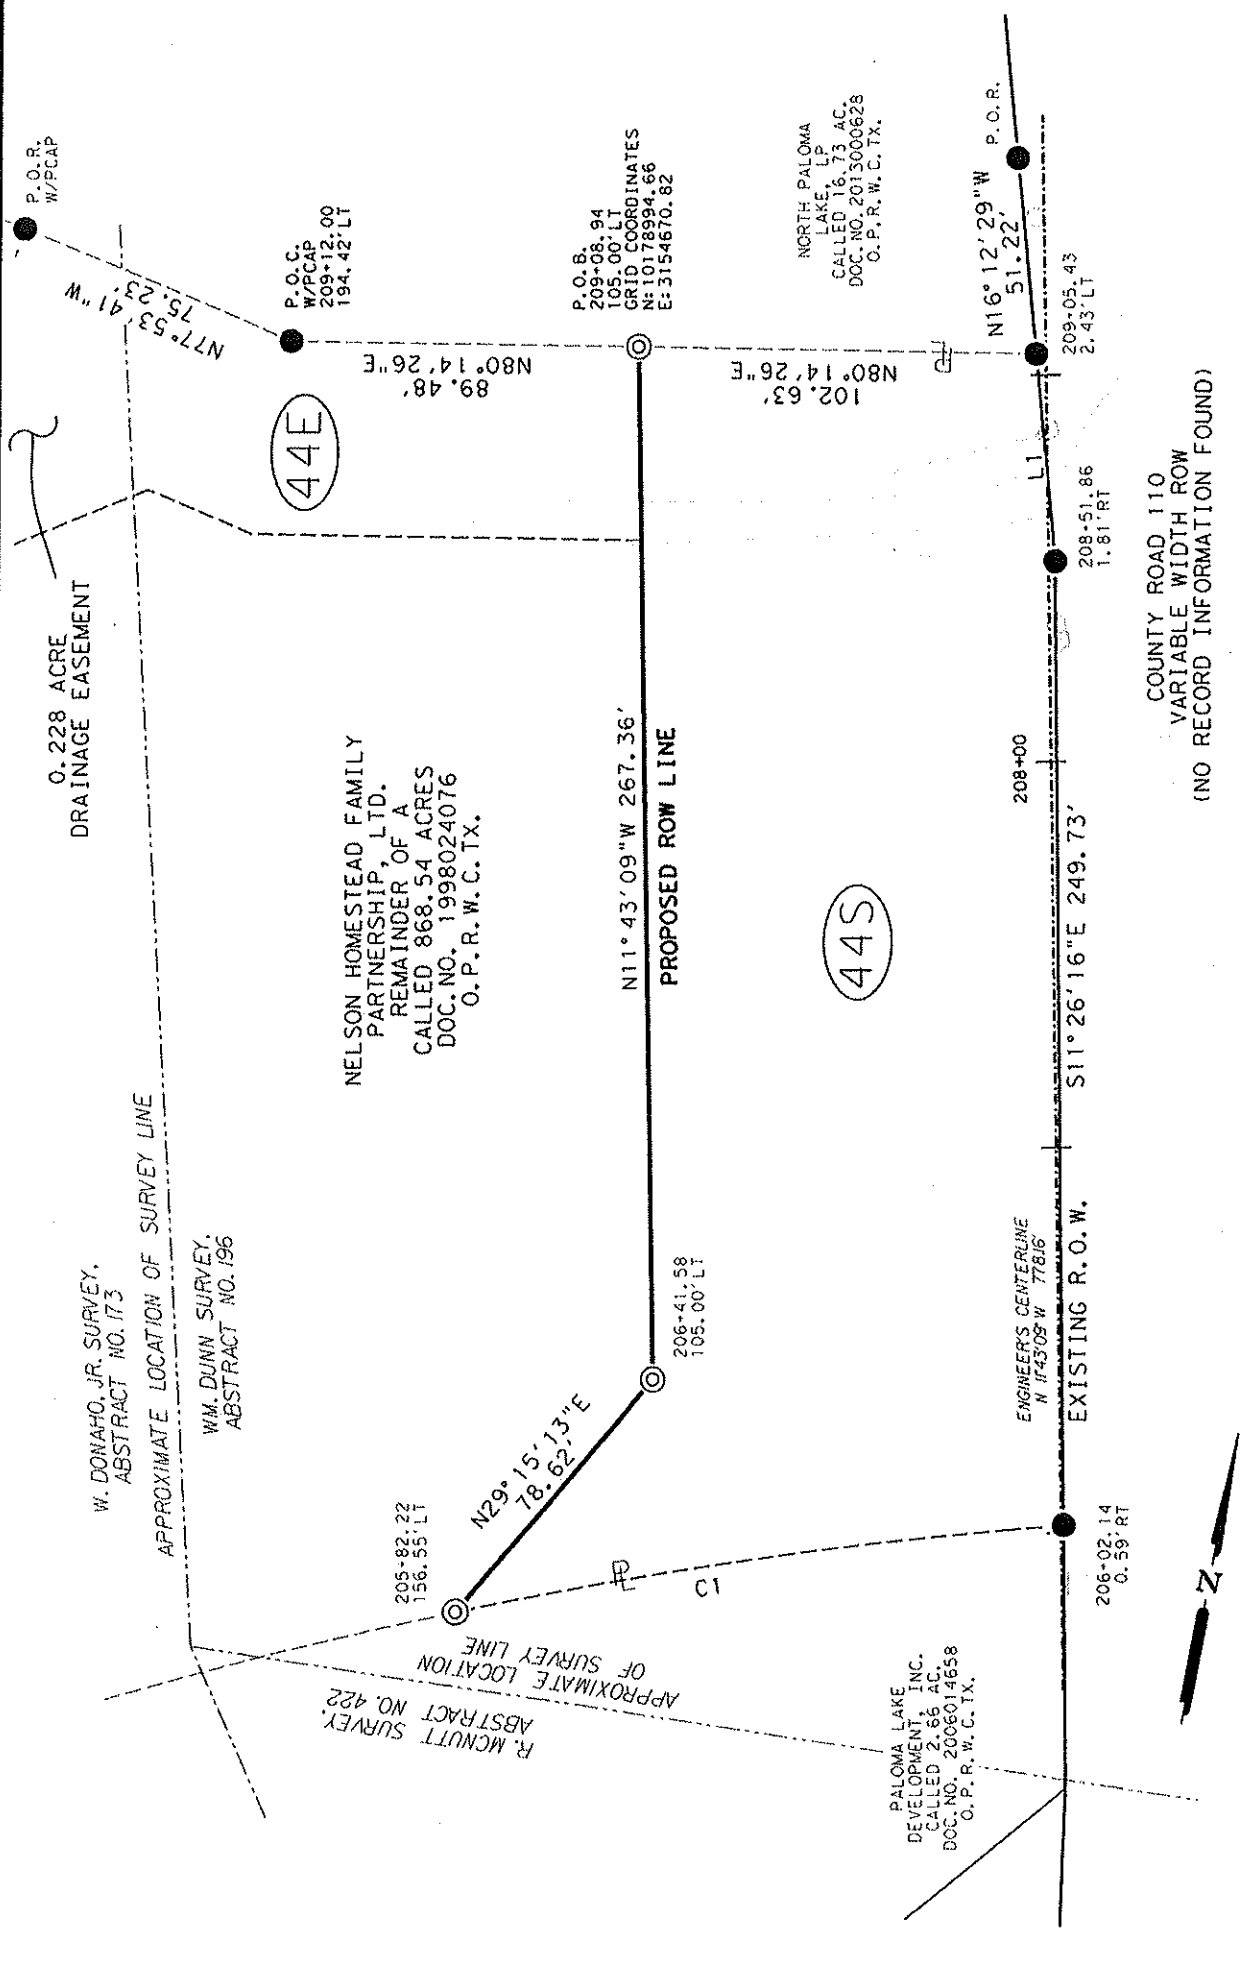 W. DONAHO, JR. SURVEY,
ABSTRACT NO. 173
APPROXIMATE LOCATION OF SURVEY LINE
WM. DUNN SURVEY,
ABSTRACT NO. 196
0.228 ACRE
DRAINAGE EASEMENT
P.O.R.
W/PCAP
N77°53'41"W
75.23'
P.O.C.
W/PCAP
209+12.00
194.42'LT
44E
N80°14'26"E
89.48'
P.O.B.
209+08.94
105.00'LT
GRID COORDINATES
N:10178994.66
E:3154670.82
N80°14'26"E
102.63'
NORTH PALOMA
LAKE, LP
CALLED 16.73 AC.
DOC.NO.2013000628
O.P.R.W.C.TX.
N16°12'29"W
51.22'
P.O.R.
209+05.43
2.43'LT
L1
208+51.86
1.81'RT
NELSON HOMESTEAD FAMILY
PARTNERSHIP, LTD.
REMAINDER OF A
CALLED 868.54 ACRES
DOC.NO. 1998024076
O.P.R.W.C.TX.
N11°43'09"W 267.36'
PROPOSED ROW LINE
44S
208+00
S11°26'16"E 249.73'
COUNTY ROAD 110
VARIABLE WIDTH ROW
(NO RECORD INFORMATION FOUND)
206+41.58
105.00'LT
N29°15'13"E
78.62'
205+82.22
156.55'LT
PL
C1
ENGINEER'S CENTERLINE
N 11°43'09" W 778.16'
EXISTING R.O.W.
206+02.14
0.59'RT
APPROXIMATE LOCATION
OF SURVEY LINE
R. MCNUTT SURVEY,
ABSTRACT NO. 422
PALOMA LAKE
DEVELOPMENT, INC.
CALLED 2.66 AC.
DOC.NO. 2006014658
O.P.R.W.C.TX.
N